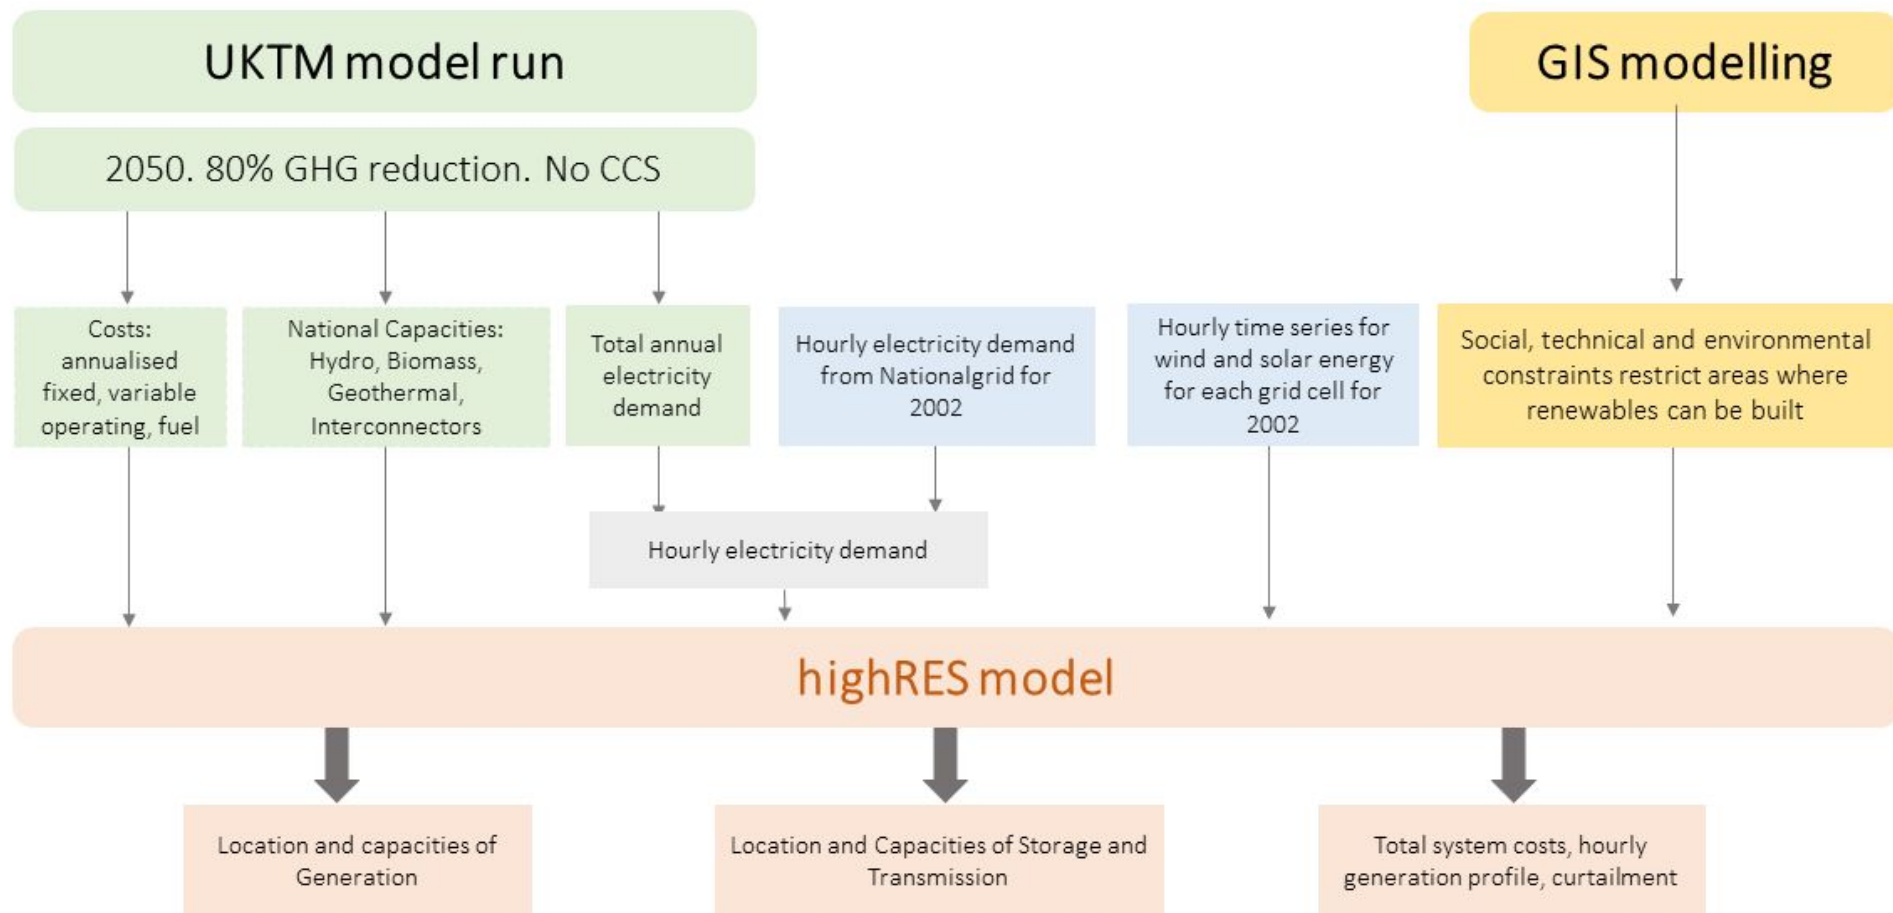 UKTM model run
GIS modelling
2050. 80% GHG reduction. No CCS
Costs:
annualised
fixed, variable
operating, fuel
National Capacities:
Hydro, Biomass,
Geothermal,
Interconnectors
Total annual
electricity
demand
Hourly electricity demand
from Nationalgrid for
2002
Hourly time series for
wind and solar energy
for each grid cell for
2002
Social, technical and environmental
constraints restrict areas where
renewables can be built
Hourly electricity demand
highRES model
Location and capacities of
Generation
Location and Capacities of Storage and
Transmission
Total system costs, hourly
generation profile, curtailment